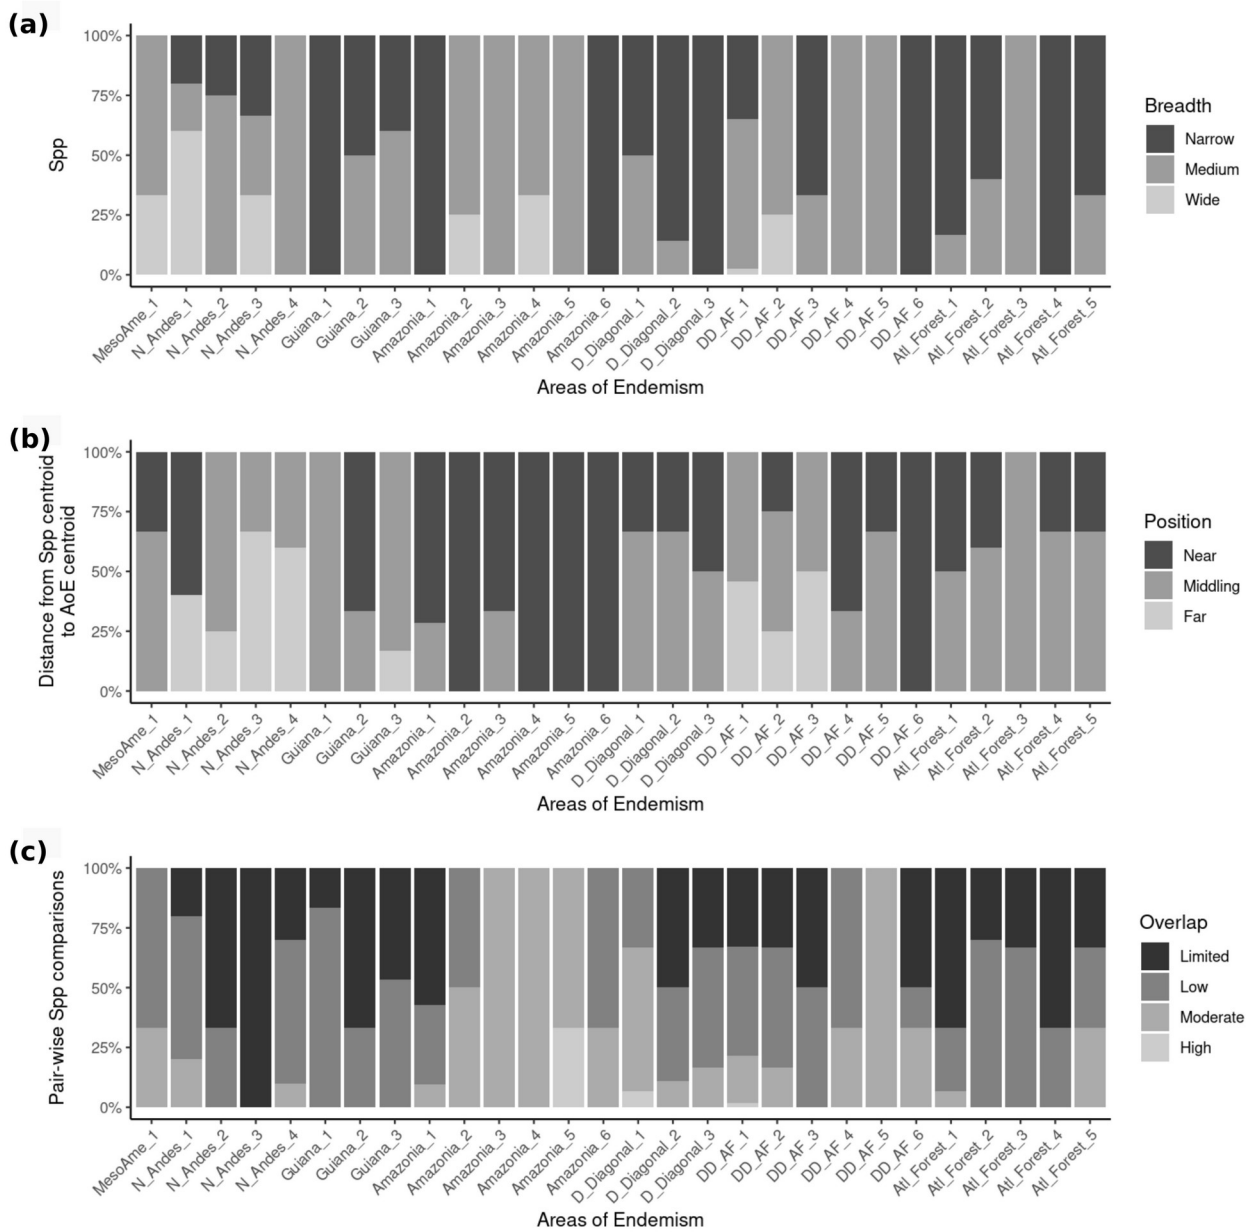 (a)
Spp
100%
75%
50%
25%
0%
MesoAme_1
N_Andes_1
N_Andes_2
N_Andes_3
N_Andes_4
Guiana_1
Guiana_2
Guiana_3
Amazonia_1
Amazonia_2
Amazonia_3
Amazonia_4
Amazonia_5
Amazonia_6
D_Diagonal_1
D_Diagonal_2
D_Diagonal_3
DD_AF_1
DD_AF_2
DD_AF_3
DD_AF_4
DD_AF_5
DD_AF_6
Atl_Forest_1
Atl_Forest_2
Atl_Forest_3
Atl_Forest_4
Atl_Forest_5
Areas of Endemism
Breadth
Narrow
Medium
Wide
(b)
Distance from Spp centroid
to AoE centroid
100%
75%
50%
25%
0%
MesoAme_1
N_Andes_1
N_Andes_2
N_Andes_3
N_Andes_4
Guiana_1
Guiana_2
Guiana_3
Amazonia_1
Amazonia_2
Amazonia_3
Amazonia_4
Amazonia_5
Amazonia_6
D_Diagonal_1
D_Diagonal_2
D_Diagonal_3
DD_AF_1
DD_AF_2
DD_AF_3
DD_AF_4
DD_AF_5
DD_AF_6
Atl_Forest_1
Atl_Forest_2
Atl_Forest_3
Atl_Forest_4
Atl_Forest_5
Areas of Endemism
Position
Near
Middling
Far
(c)
Pair-wise Spp comparisons
100%
75%
50%
25%
0%
MesoAme_1
N_Andes_1
N_Andes_2
N_Andes_3
N_Andes_4
Guiana_1
Guiana_2
Guiana_3
Amazonia_1
Amazonia_2
Amazonia_3
Amazonia_4
Amazonia_5
Amazonia_6
D_Diagonal_1
D_Diagonal_2
D_Diagonal_3
DD_AF_1
DD_AF_2
DD_AF_3
DD_AF_4
DD_AF_5
DD_AF_6
Atl_Forest_1
Atl_Forest_2
Atl_Forest_3
Atl_Forest_4
Atl_Forest_5
Areas of Endemism
Overlap
Limited
Low
Moderate
High